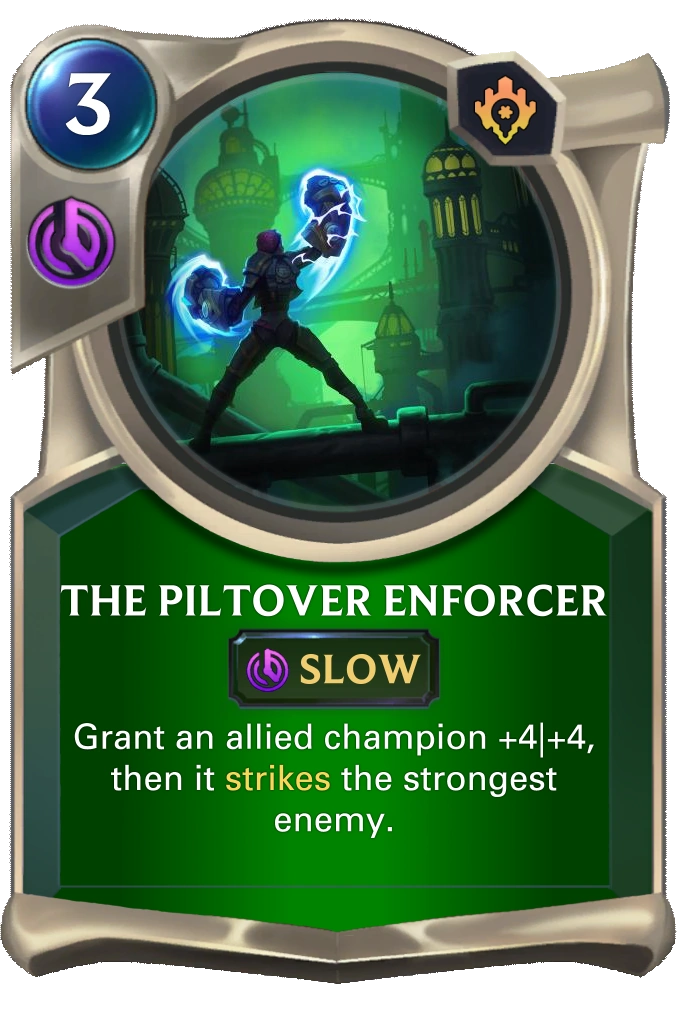 3
THE PILTOVER ENFORCER
SLOW
Grant an allied champion +4|+4,
then it strikes the strongest
enemy.